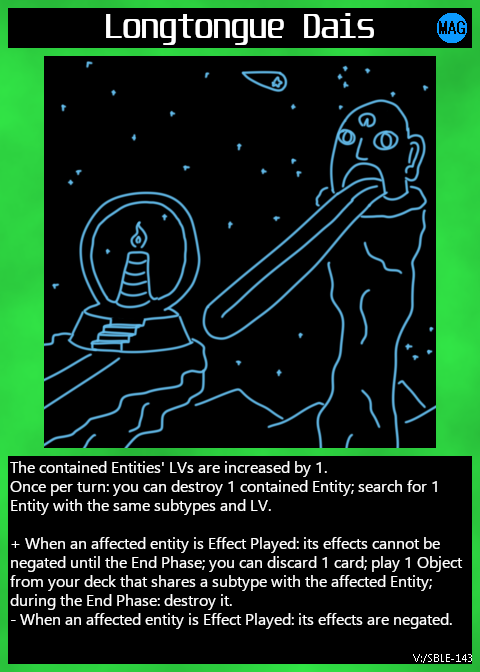 Longtongue Dais
MAG
The contained Entities' LVs are increased by 1.
Once per turn: you can destroy 1 contained Entity; search for 1
Entity with the same subtypes and LV.
+ When an affected entity is Effect Played: its effects cannot be
negated until the End Phase; you can discard 1 card; play 1 Object
from your deck that shares a subtype with the affected Entity;
during the End Phase: destroy it.
- When an affected entity is Effect Played: its effects are negated.
V:/SBLE-143